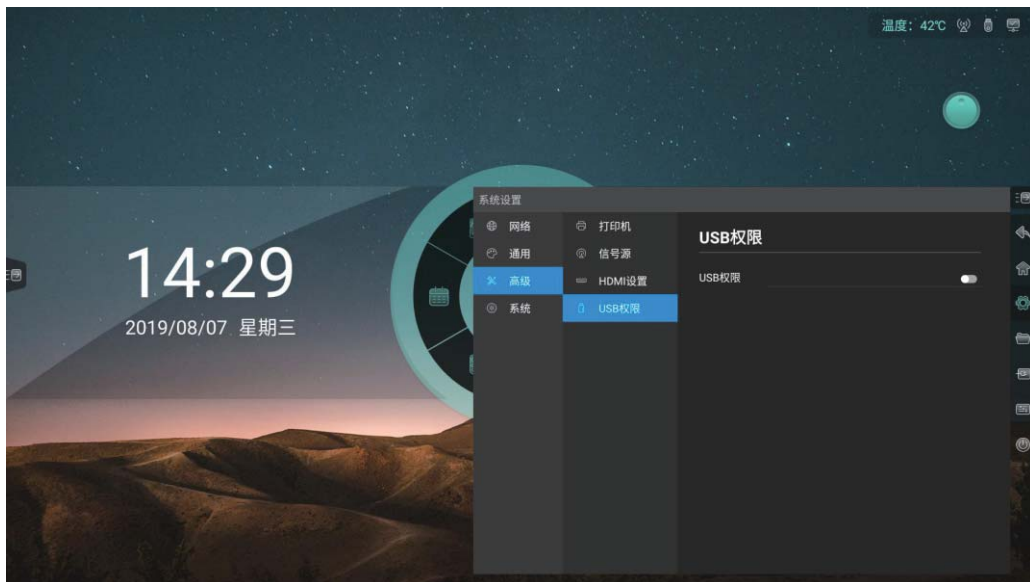 温度：42℃
系统设置
网络
通用
高级
系统
打印机
信号源
HDMI设置
USB权限
USB权限
USB权限
14:29
2019/08/07 星期三